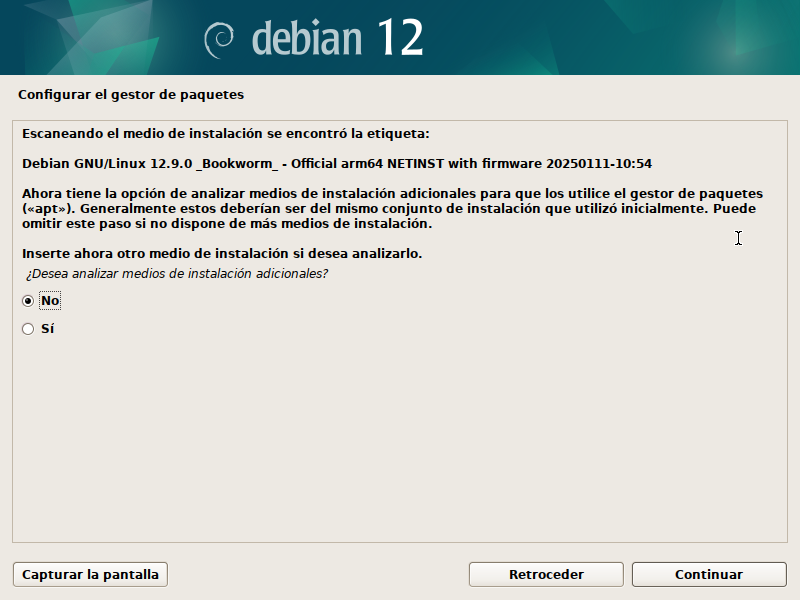 debian 12
Configurar el gestor de paquetes
Escaneando el medio de instalación se encontró la etiqueta:
Debian GNU/Linux 12.9.0 _Bookworm_ - Official arm64 NETINST with firmware 20250111-10:54
Ahora tiene la opción de analizar medios de instalación adicionales para que los utilice el gestor de paquetes
(«apt»). Generalmente estos deberían ser del mismo conjunto de instalación que utilizó inicialmente. Puede
omitir este paso si no dispone de más medios de instalación.
Inserte ahora otro medio de instalación si desea analizarlo.
¿Desea analizar medios de instalación adicionales?
No
Sí
Capturar la pantalla
Retroceder
Continuar